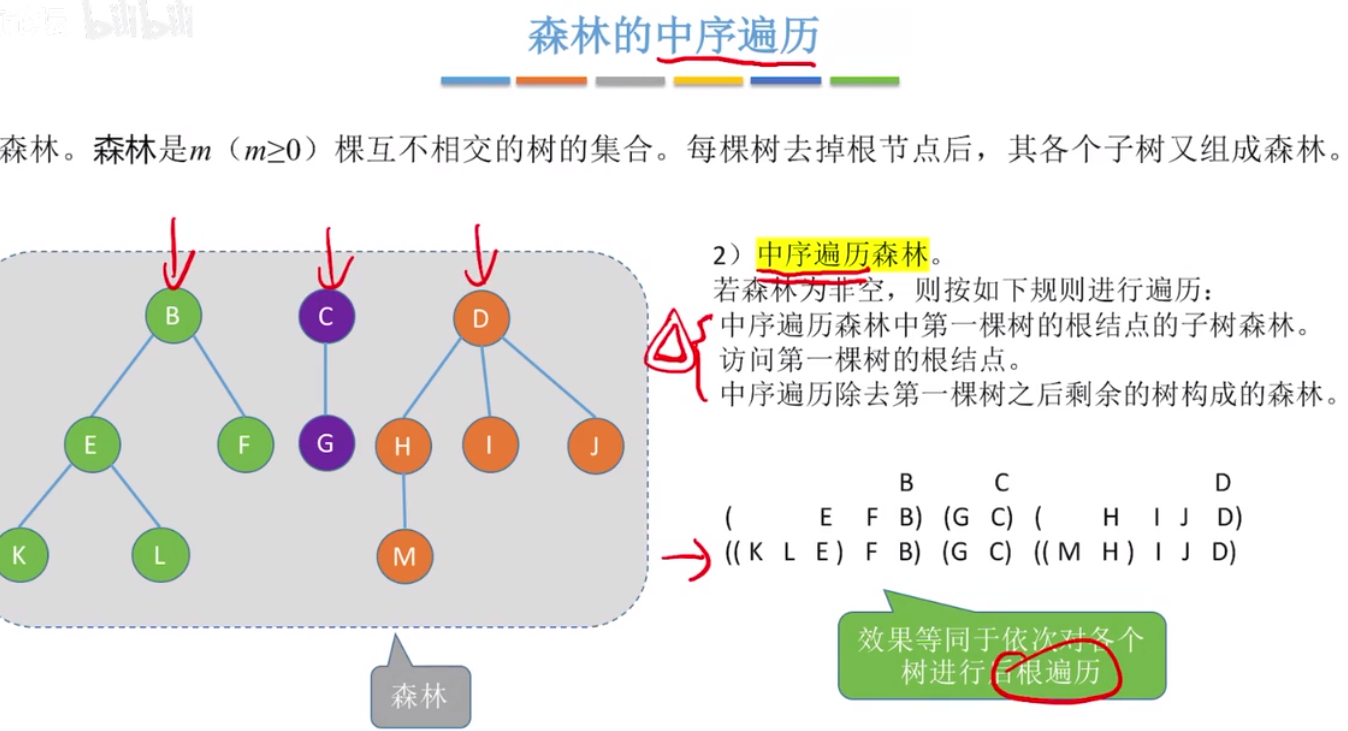 bilibili
森林的中序遍历
森林。森林是m（m≥0）棵互不相交的树的集合。每棵树去掉根节点后，其各个子树又组成森林。
2）中序遍历森林。
若森林为非空，则按如下规则进行遍历：
中序遍历森林中第一棵树的根结点的子树森林。
访问第一棵树的根结点。
中序遍历除去第一棵树之后剩余的树构成的森林。
B C D
E F G H I J
K L M
B C D
( E F B) (G C) ( H I J D)
((K L E) F B) (G C) ((M H) I J D)
效果等同于依次对各个
树进行后根遍历
森林